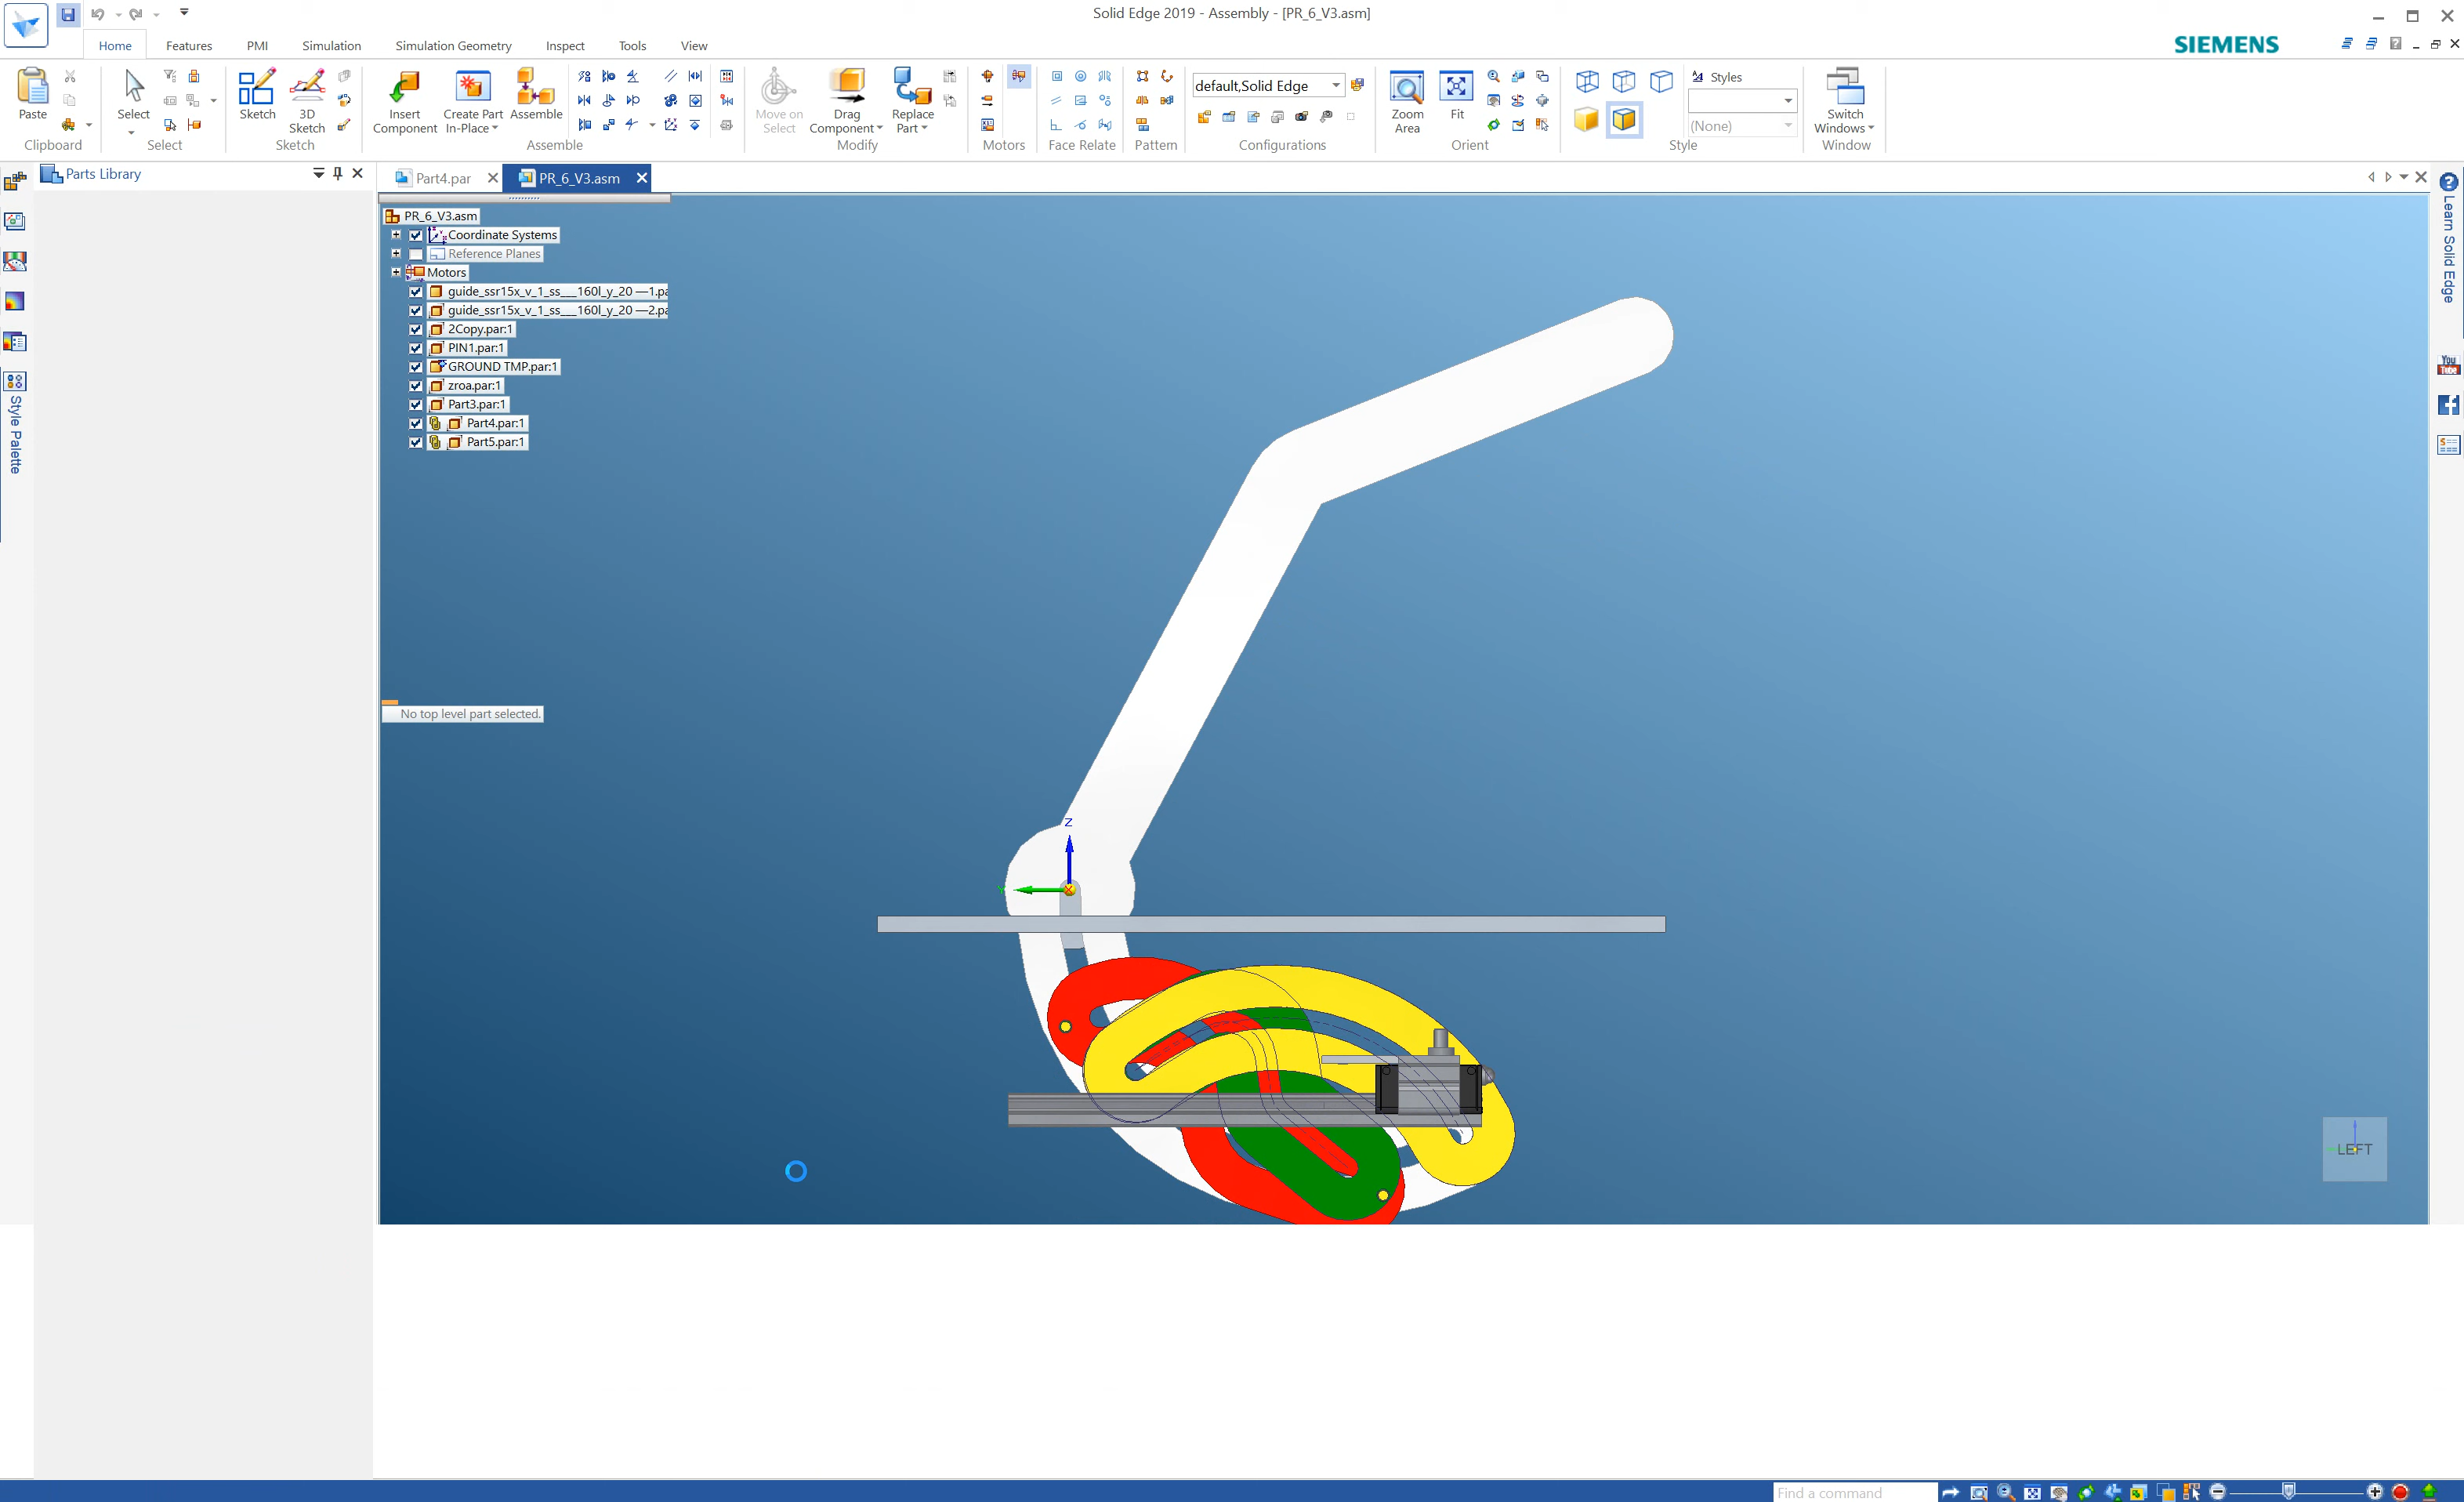 Solid Edge 2019 - Assembly - [PR_6_V3.asm]
Home Features PMI Simulation Simulation Geometry Inspect Tools View
SIEMENS
Paste
Clipboard
Select
Select
Sketch
3D Sketch
Sketch
Insert Component
Create Part In-Place
Assemble
Assemble
Move on Select
Drag Component
Replace Part
Modify
Motors
Face Relate
Pattern
default,Solid Edge
Configurations
Zoom Area
Fit
Orient
Styles
(None)
Style
Switch Windows
Window
Parts Library
Part4.par
PR_6_V3.asm
PR_6_V3.asm
Coordinate Systems
Reference Planes
Motors
guide_ssr15x_v_1_ss___160l_y_20 —1.pa
guide_ssr15x_v_1_ss___160l_y_20 —2.pa
2Copy.par:1
PIN1.par:1
GROUND TMP.par:1
zroa.par:1
Part3.par:1
Part4.par:1
Part5.par:1
No top level part selected.
Style Palette
Learn Solid Edge
You
Tube
Z
Y
LEFT
Find a command